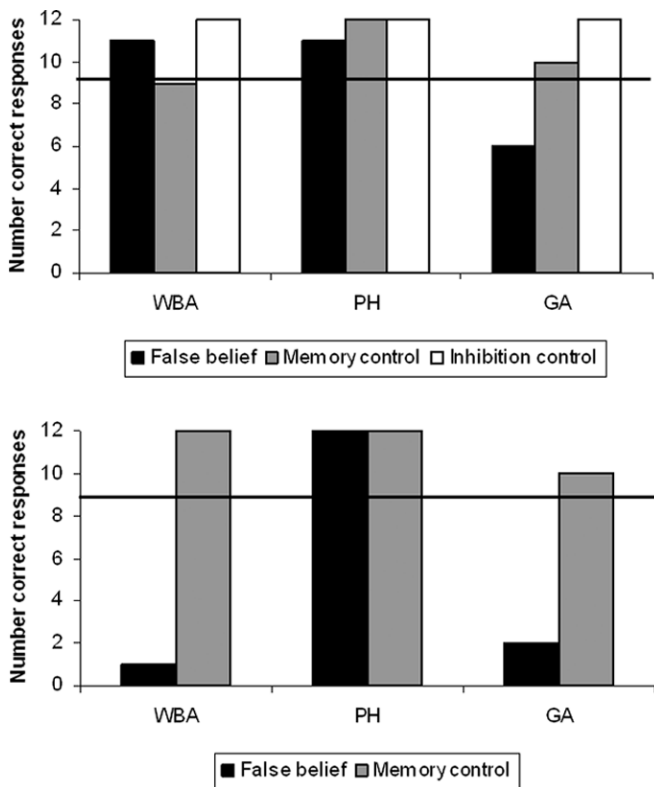 Number correct responses
12
10
8
6
4
2
0
WBA PH GA
False belief Memory control Inhibition control
Number correct responses
12
10
8
6
4
2
0
WBA PH GA
False belief Memory control